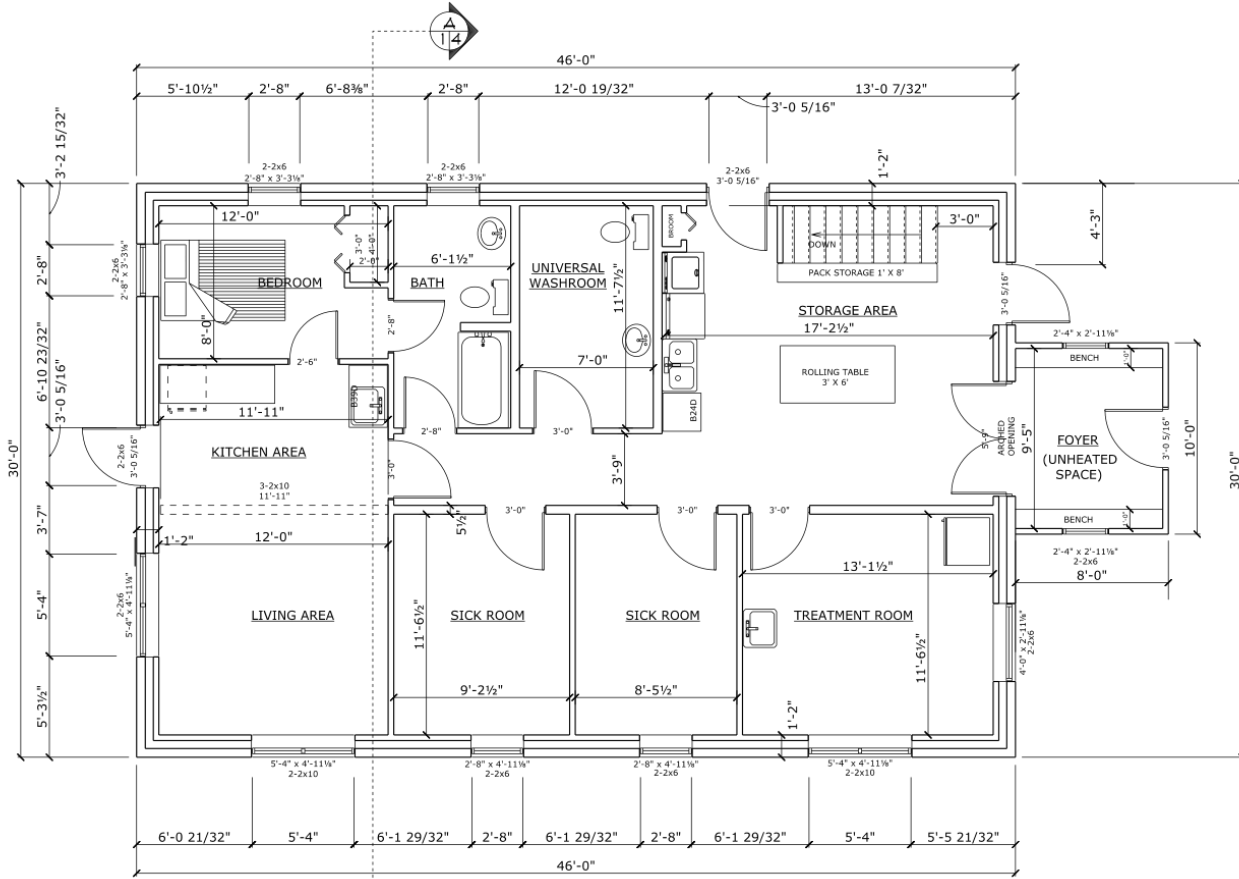 A
14
46'-0"
5'-10½"
2'-8"
6'-8⅜"
2'-8"
12'-0 19/32"
3'-0 5/16"
13'-0 7/32"
3'-2 15/32"
2-2x6
2'-8" x 3'-3⅛"
2-2x6
2'-8" x 3'-3⅛"
2-2x6
3'-0 5/16"
1'-2"
4'-3"
12'-0"
3'-0"
4'-0"
2'-0"
BEDROOM
8'-0"
2'-6"
6'-1½"
BATH
2'-8"
2'-8"
UNIVERSAL
WASHROOM
11'-7½"
7'-0"
3'-0"
BROOM
DOWN
3'-0"
PACK STORAGE 1' X 8'
STORAGE AREA
17'-2½"
ROLLING TABLE
3' X 6'
B24D
3'-0 5/16"
2'-4" x 2'-11⅛"
BENCH
1'-0"
5'-9"
ARCHED
OPENING
9'-5"
FOYER
(UNHEATED
SPACE)
3'-0 5/16"
10'-0"
BENCH
1'-0"
2'-4" x 2'-11⅛"
2-2x6
8'-0"
30'-0"
30'-0"
2'-8"
2-2x6
2'-8" x 3'-3⅛"
6'-10 23/32"
3'-0 5/16"
2-2x6
3'-0 5/16"
3'-7"
5'-4"
2-2x6
5'-4" x 4'-11⅛"
5'-3½"
11'-11"
B39D
KITCHEN AREA
3-2x10
11'-11"
3'-0"
3'-9"
1'-2"
12'-0"
5½"
3'-0"
3'-0"
3'-0"
LIVING AREA
11'-6½"
SICK ROOM
9'-2½"
SICK ROOM
8'-5½"
13'-1½"
TREATMENT ROOM
11'-6½"
1'-2"
4'-0" x 2'-11⅛"
2-2x6
5'-4" x 4'-11⅛"
2-2x10
2'-8" x 4'-11⅛"
2-2x6
2'-8" x 4'-11⅛"
2-2x6
5'-4" x 4'-11⅛"
2-2x10
6'-0 21/32"
5'-4"
6'-1 29/32"
2'-8"
6'-1 29/32"
2'-8"
6'-1 29/32"
5'-4"
5'-5 21/32"
46'-0"